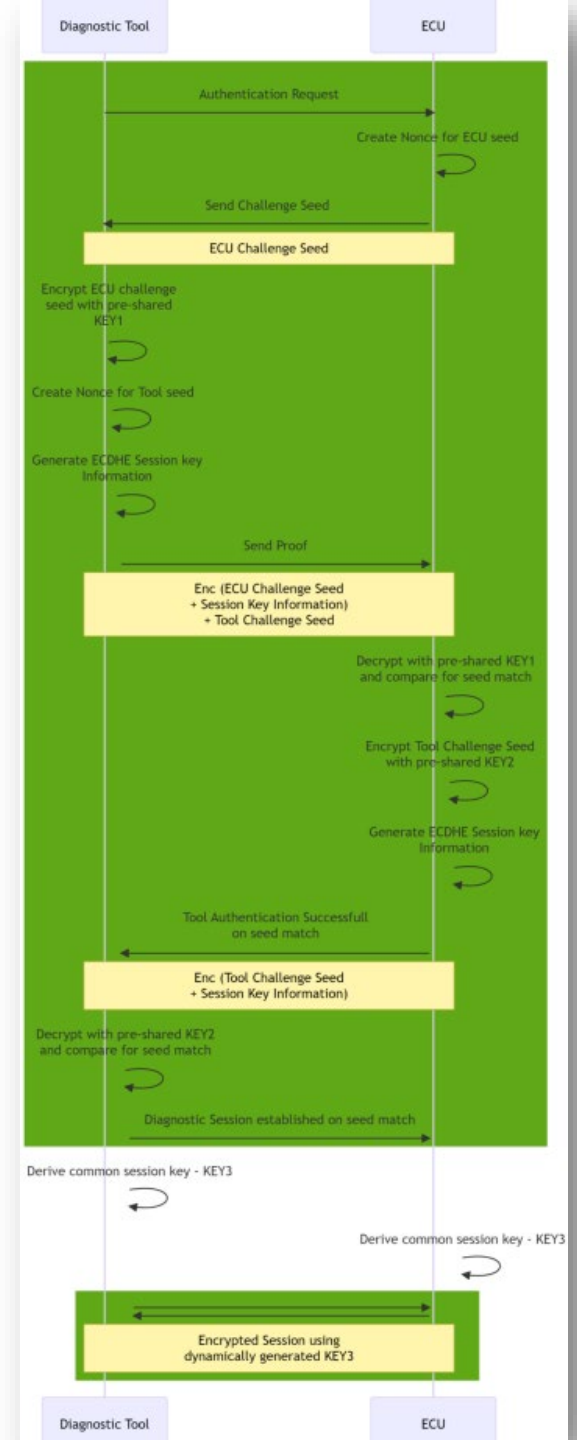 Diagnostic Tool
ECU
Authentication Request
Create Nonce for ECU seed
Send Challenge Seed
ECU Challenge Seed
Encrypt ECU challenge
seed with pre-shared
KEY1
Create Nonce for Tool seed
Generate ECDHE Session key
Information
Send Proof
Enc (ECU Challenge Seed
+ Session Key Information)
+ Tool Challenge Seed
Decrypt with pre-shared KEY1
and compare for seed match
Encrypt Tool Challenge Seed
with pre-shared KEY2
Generate ECDHE Session key
Information
Tool Authentication Successfull
on seed match
Enc (Tool Challenge Seed
+ Session Key Information)
Decrypt with pre-shared KEY2
and compare for seed match
Diagnostic Session established on seed match
Derive common session key - KEY3
Derive common session key - KEY3
Encrypted Session using
dynamically generated KEY3
Diagnostic Tool
ECU